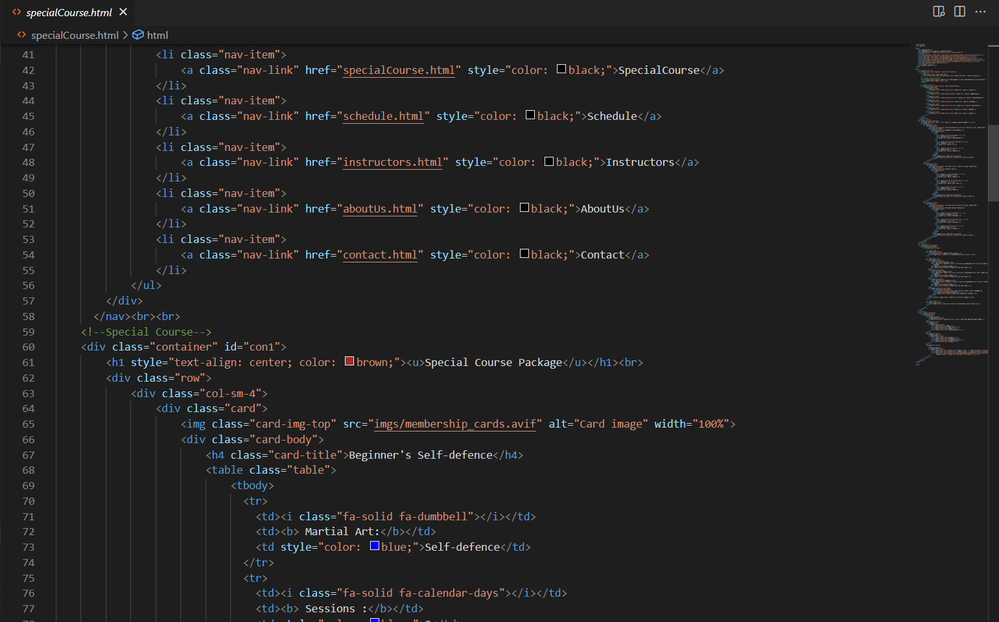 specialCourse.html
specialCourse.html > html
41 <li class="nav-item">
42 <a class="nav-link" href="specialCourse.html" style="color: black;">SpecialCourse</a>
43 </li>
44 <li class="nav-item">
45 <a class="nav-link" href="schedule.html" style="color: black;">Schedule</a>
46 </li>
47 <li class="nav-item">
48 <a class="nav-link" href="instructors.html" style="color: black;">Instructors</a>
49 </li>
50 <li class="nav-item">
51 <a class="nav-link" href="aboutUs.html" style="color: black;">AboutUs</a>
52 </li>
53 <li class="nav-item">
54 <a class="nav-link" href="contact.html" style="color: black;">Contact</a>
55 </li>
56 </ul>
57 </div>
58 </nav><br><br>
59 <!--Special Course-->
60 <div class="container" id="con1">
61 <h1 style="text-align: center; color: brown;"><u>Special Course Package</u></h1><br>
62 <div class="row">
63 <div class="col-sm-4">
64 <div class="card">
65 <img class="card-img-top" src="imgs/membership_cards.avif" alt="Card image" width="100%">
66 <div class="card-body">
67 <h4 class="card-title">Beginner's Self-defence</h4>
68 <table class="table">
69 <tbody>
70 <tr>
71 <td><i class="fa-solid fa-dumbbell"></i></td>
72 <td><b> Martial Art:</b></td>
73 <td style="color: blue;">Self-defence</td>
74 </tr>
75 <tr>
76 <td><i class="fa-solid fa-calendar-days"></i></td>
77 <td><b> Sessions :</b></td>